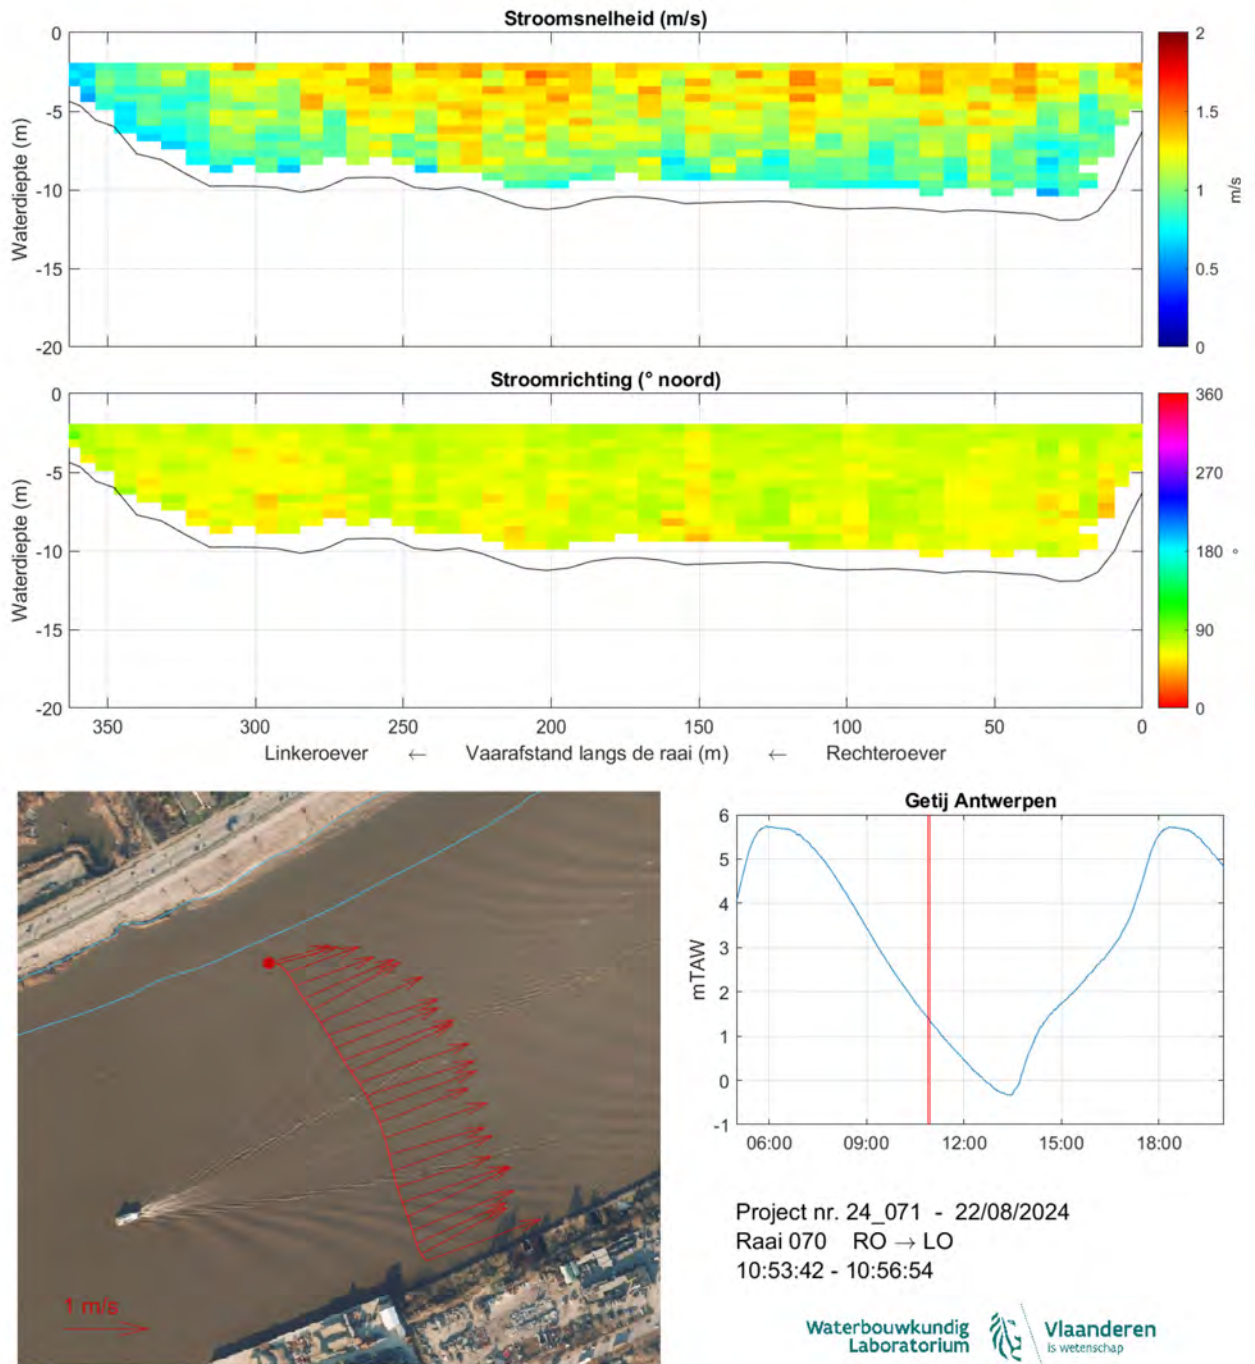 Stroomsnelheid (m/s)
0
-5
-10
-15
-20
Waterdiepte (m)
2
1.5
1
0.5
0
m/s
Stroomrichting (° noord)
0
-5
-10
-15
-20
Waterdiepte (m)
360
270
180
90
0
°
350 300 250 200 150 100 50 0
Linkeroever ← Vaarafstand langs de raai (m) ← Rechteroever
1 m/s
Getij Antwerpen
6
5
4
3
2
1
0
-1
mTAW
06:00 09:00 12:00 15:00 18:00
Project nr. 24_071 - 22/08/2024
Raai 070 RO → LO
10:53:42 - 10:56:54
Waterbouwkundig
Laboratorium
Vlaanderen
is wetenschap